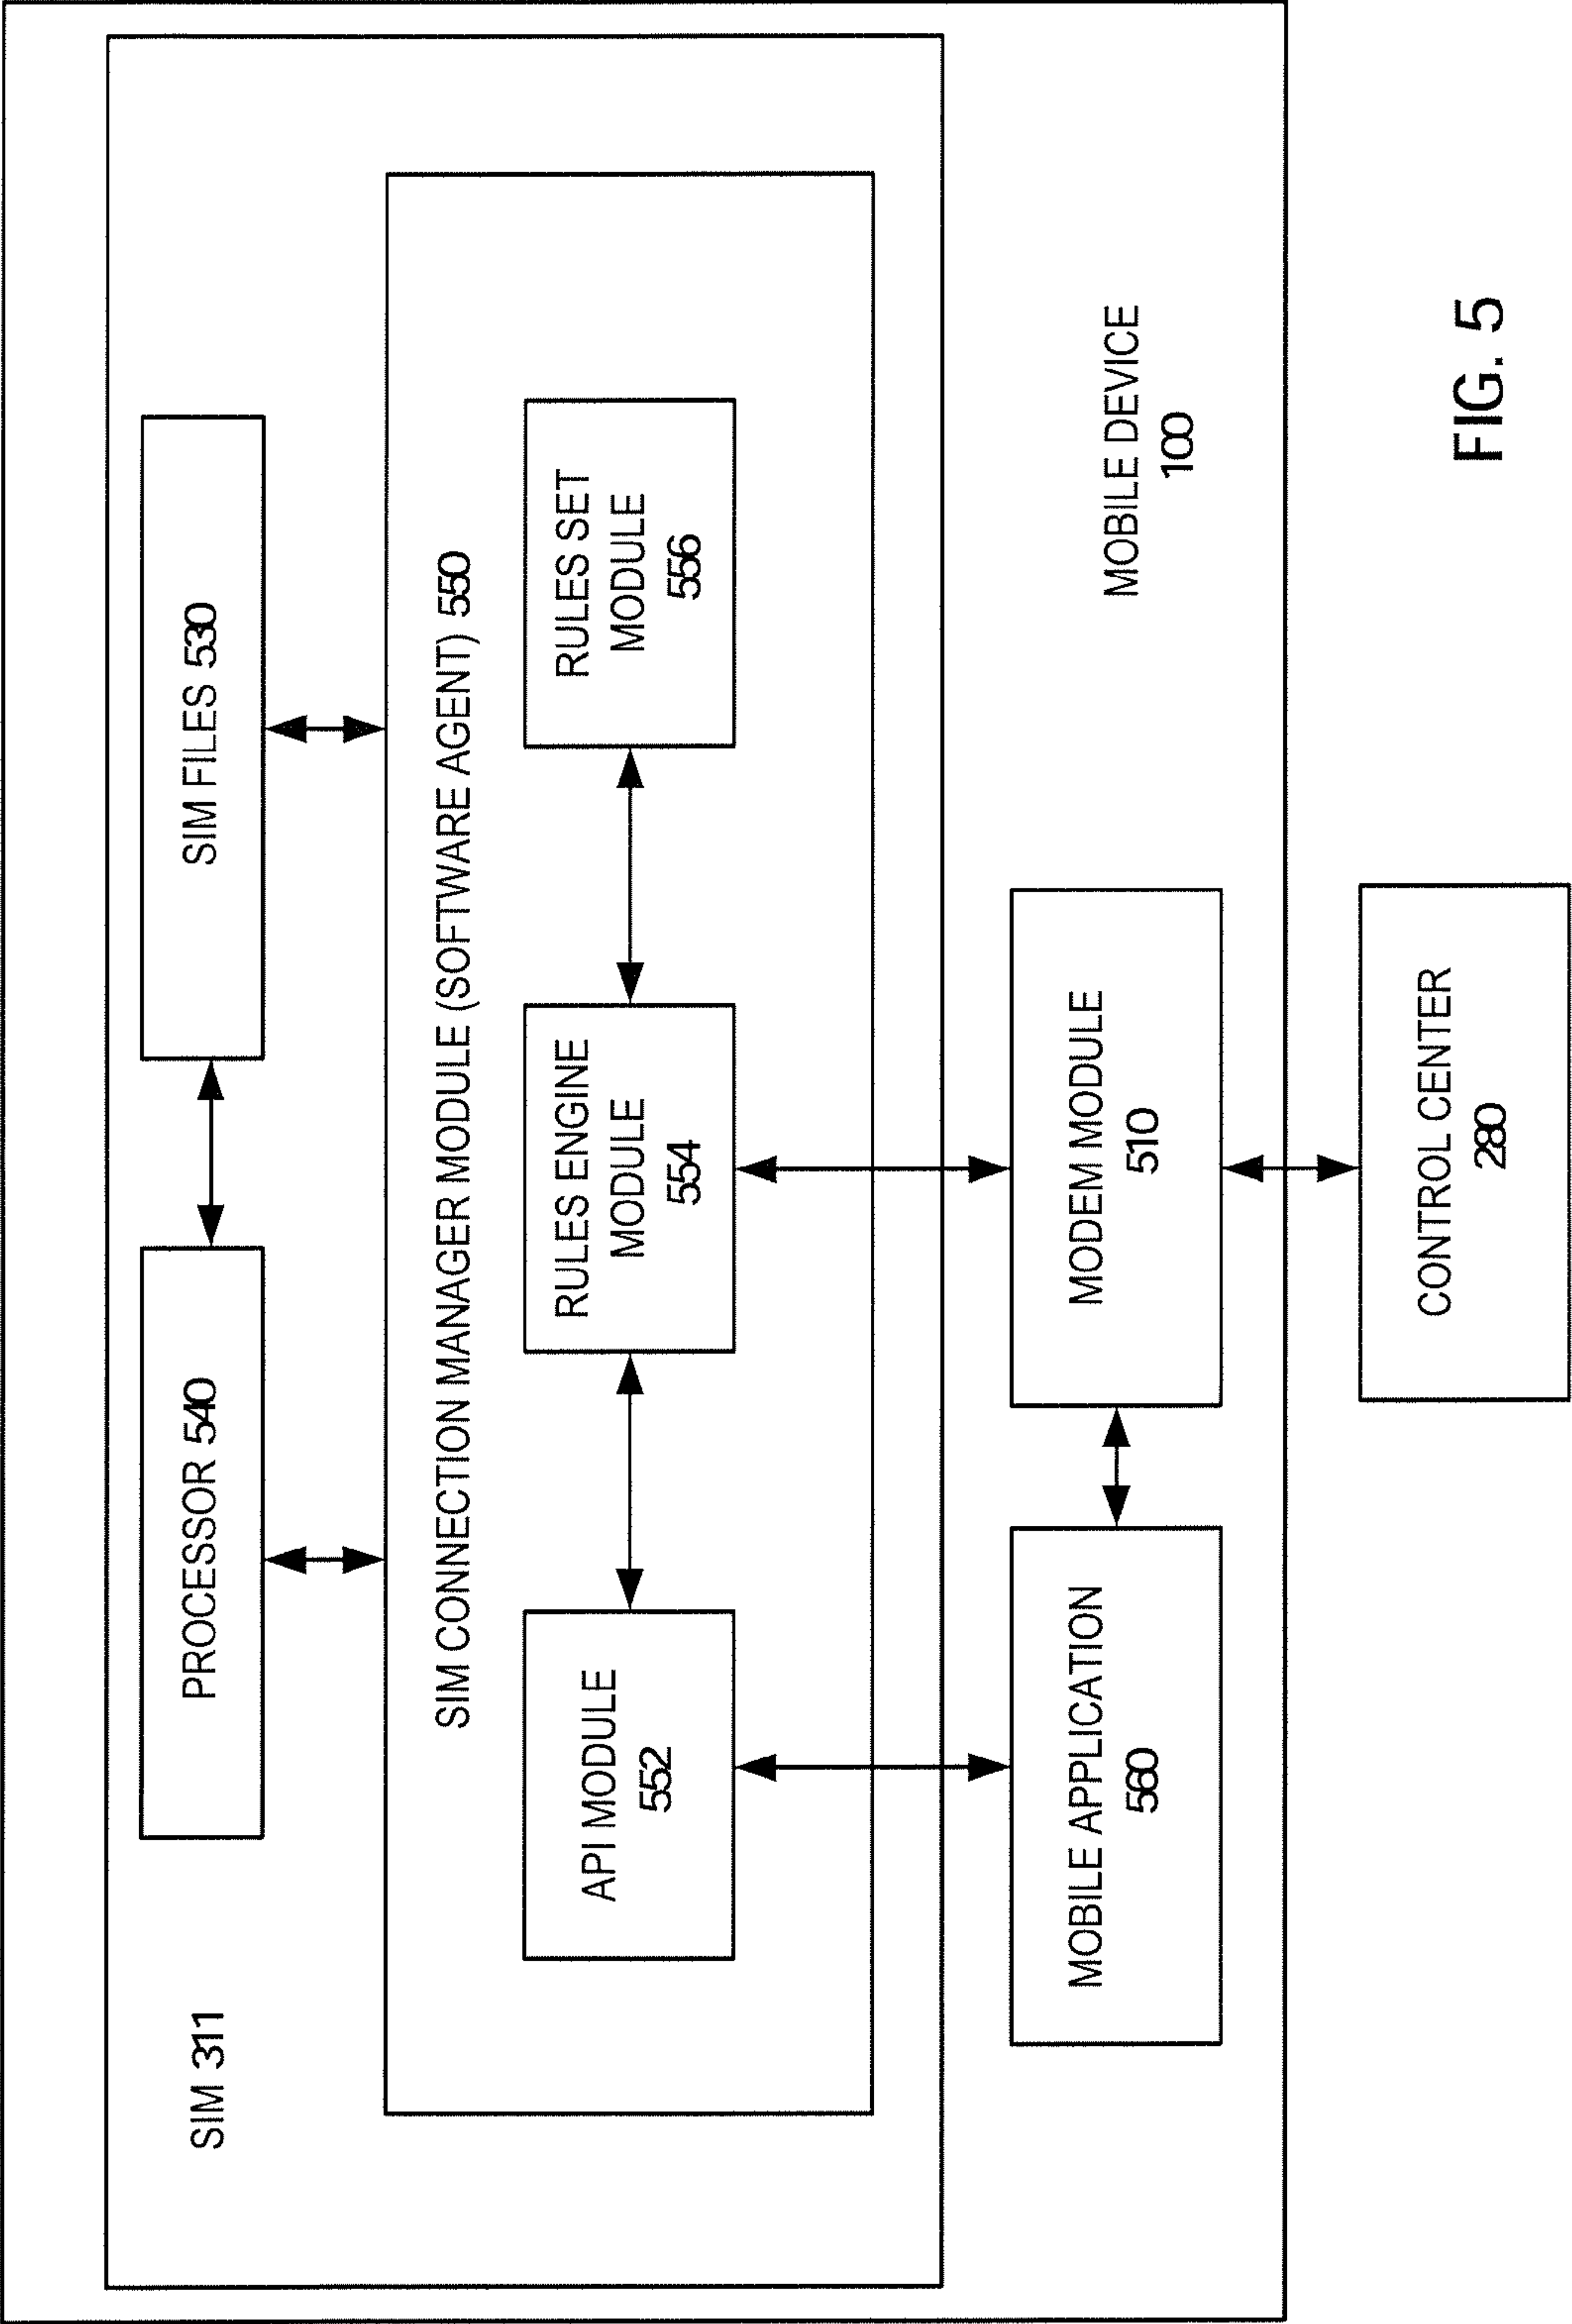 SIM 311
PROCESSOR 540
SIM FILES 530
SIM CONNECTION MANAGER MODULE (SOFTWARE AGENT) 550
API MODULE
552
RULES ENGINE
MODULE
554
RULES SET
MODULE
556
MOBILE APPLICATION
560
MODEM MODULE
510
MOBILE DEVICE
100
CONTROL CENTER
280
FIG. 5